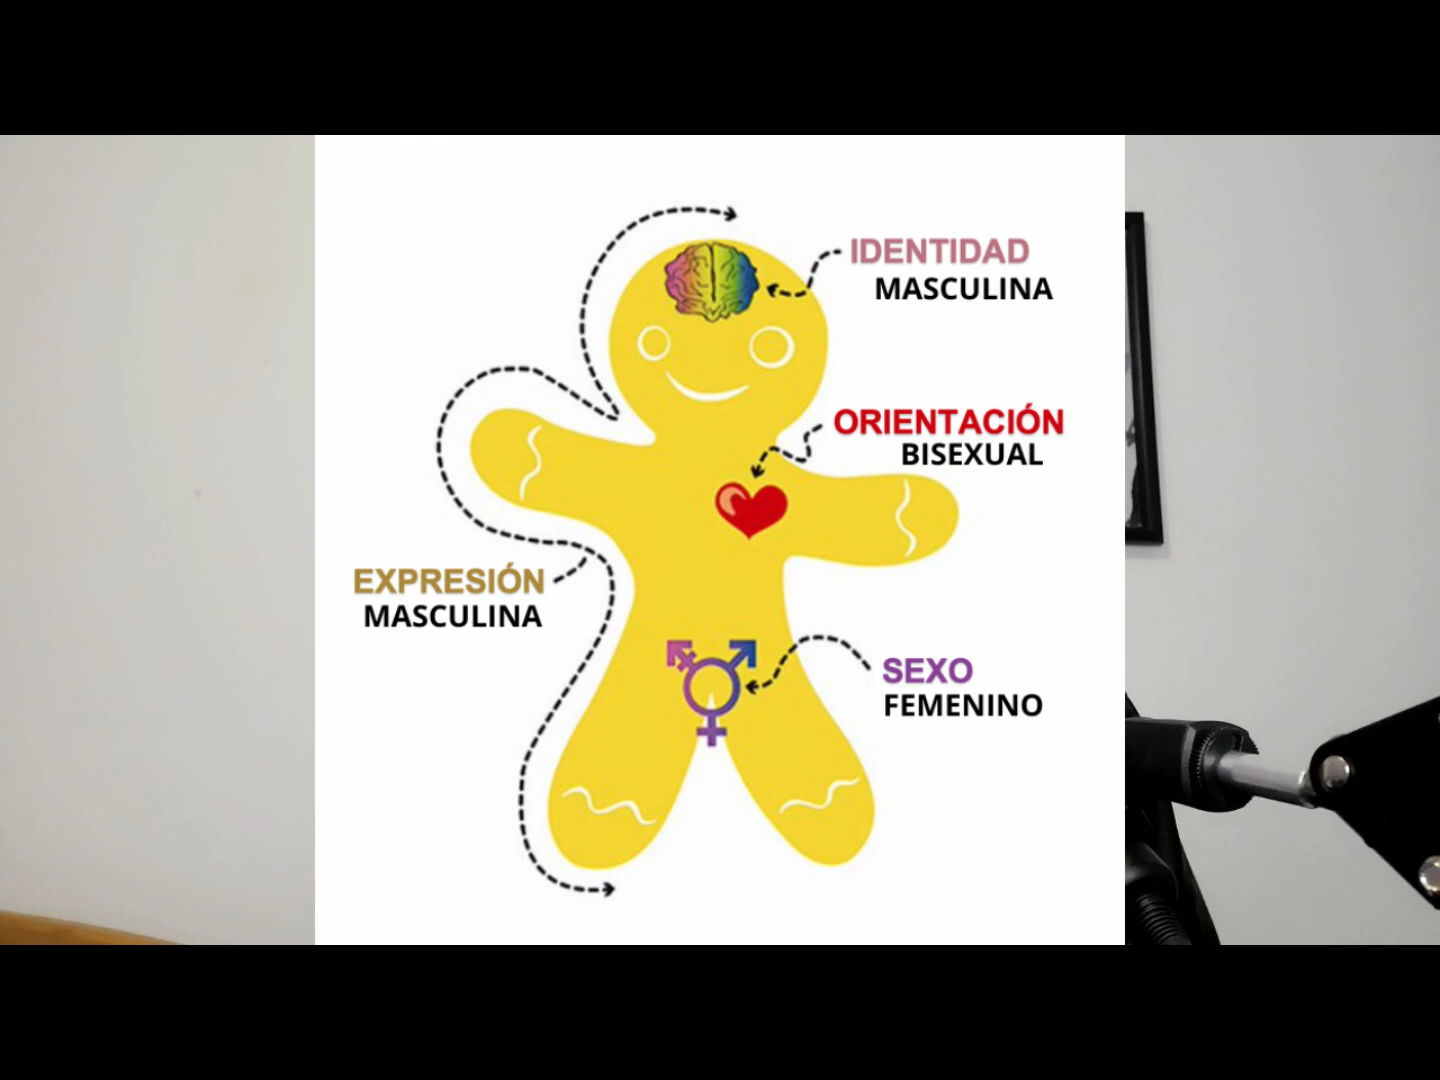 IDENTIDAD
MASCULINA
ORIENTACIÓN
BISEXUAL
EXPRESIÓN
MASCULINA
SEXO
FEMENINO